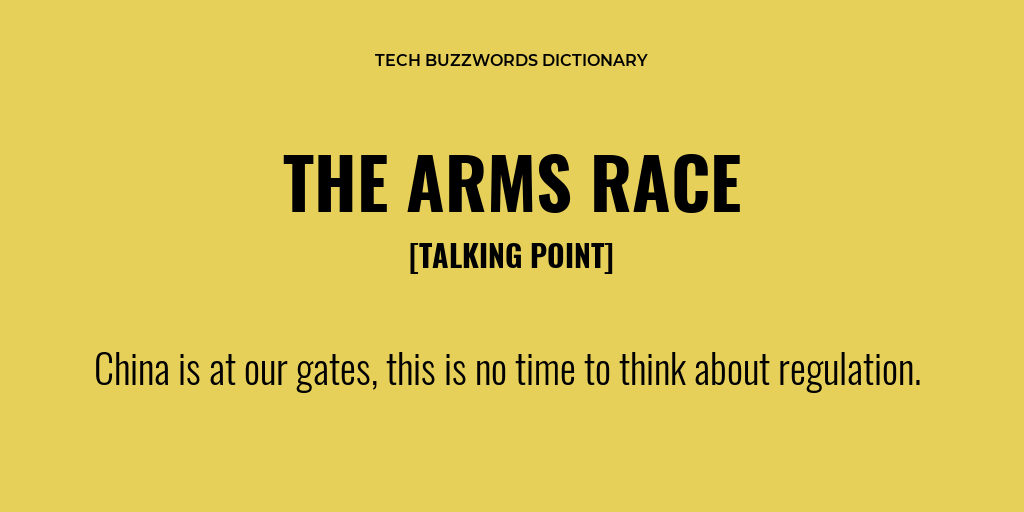 TECH BUZZWORDS DICTIONARY
THE ARMS RACE
[TALKING POINT]
China is at our gates, this is no time to think about regulation.